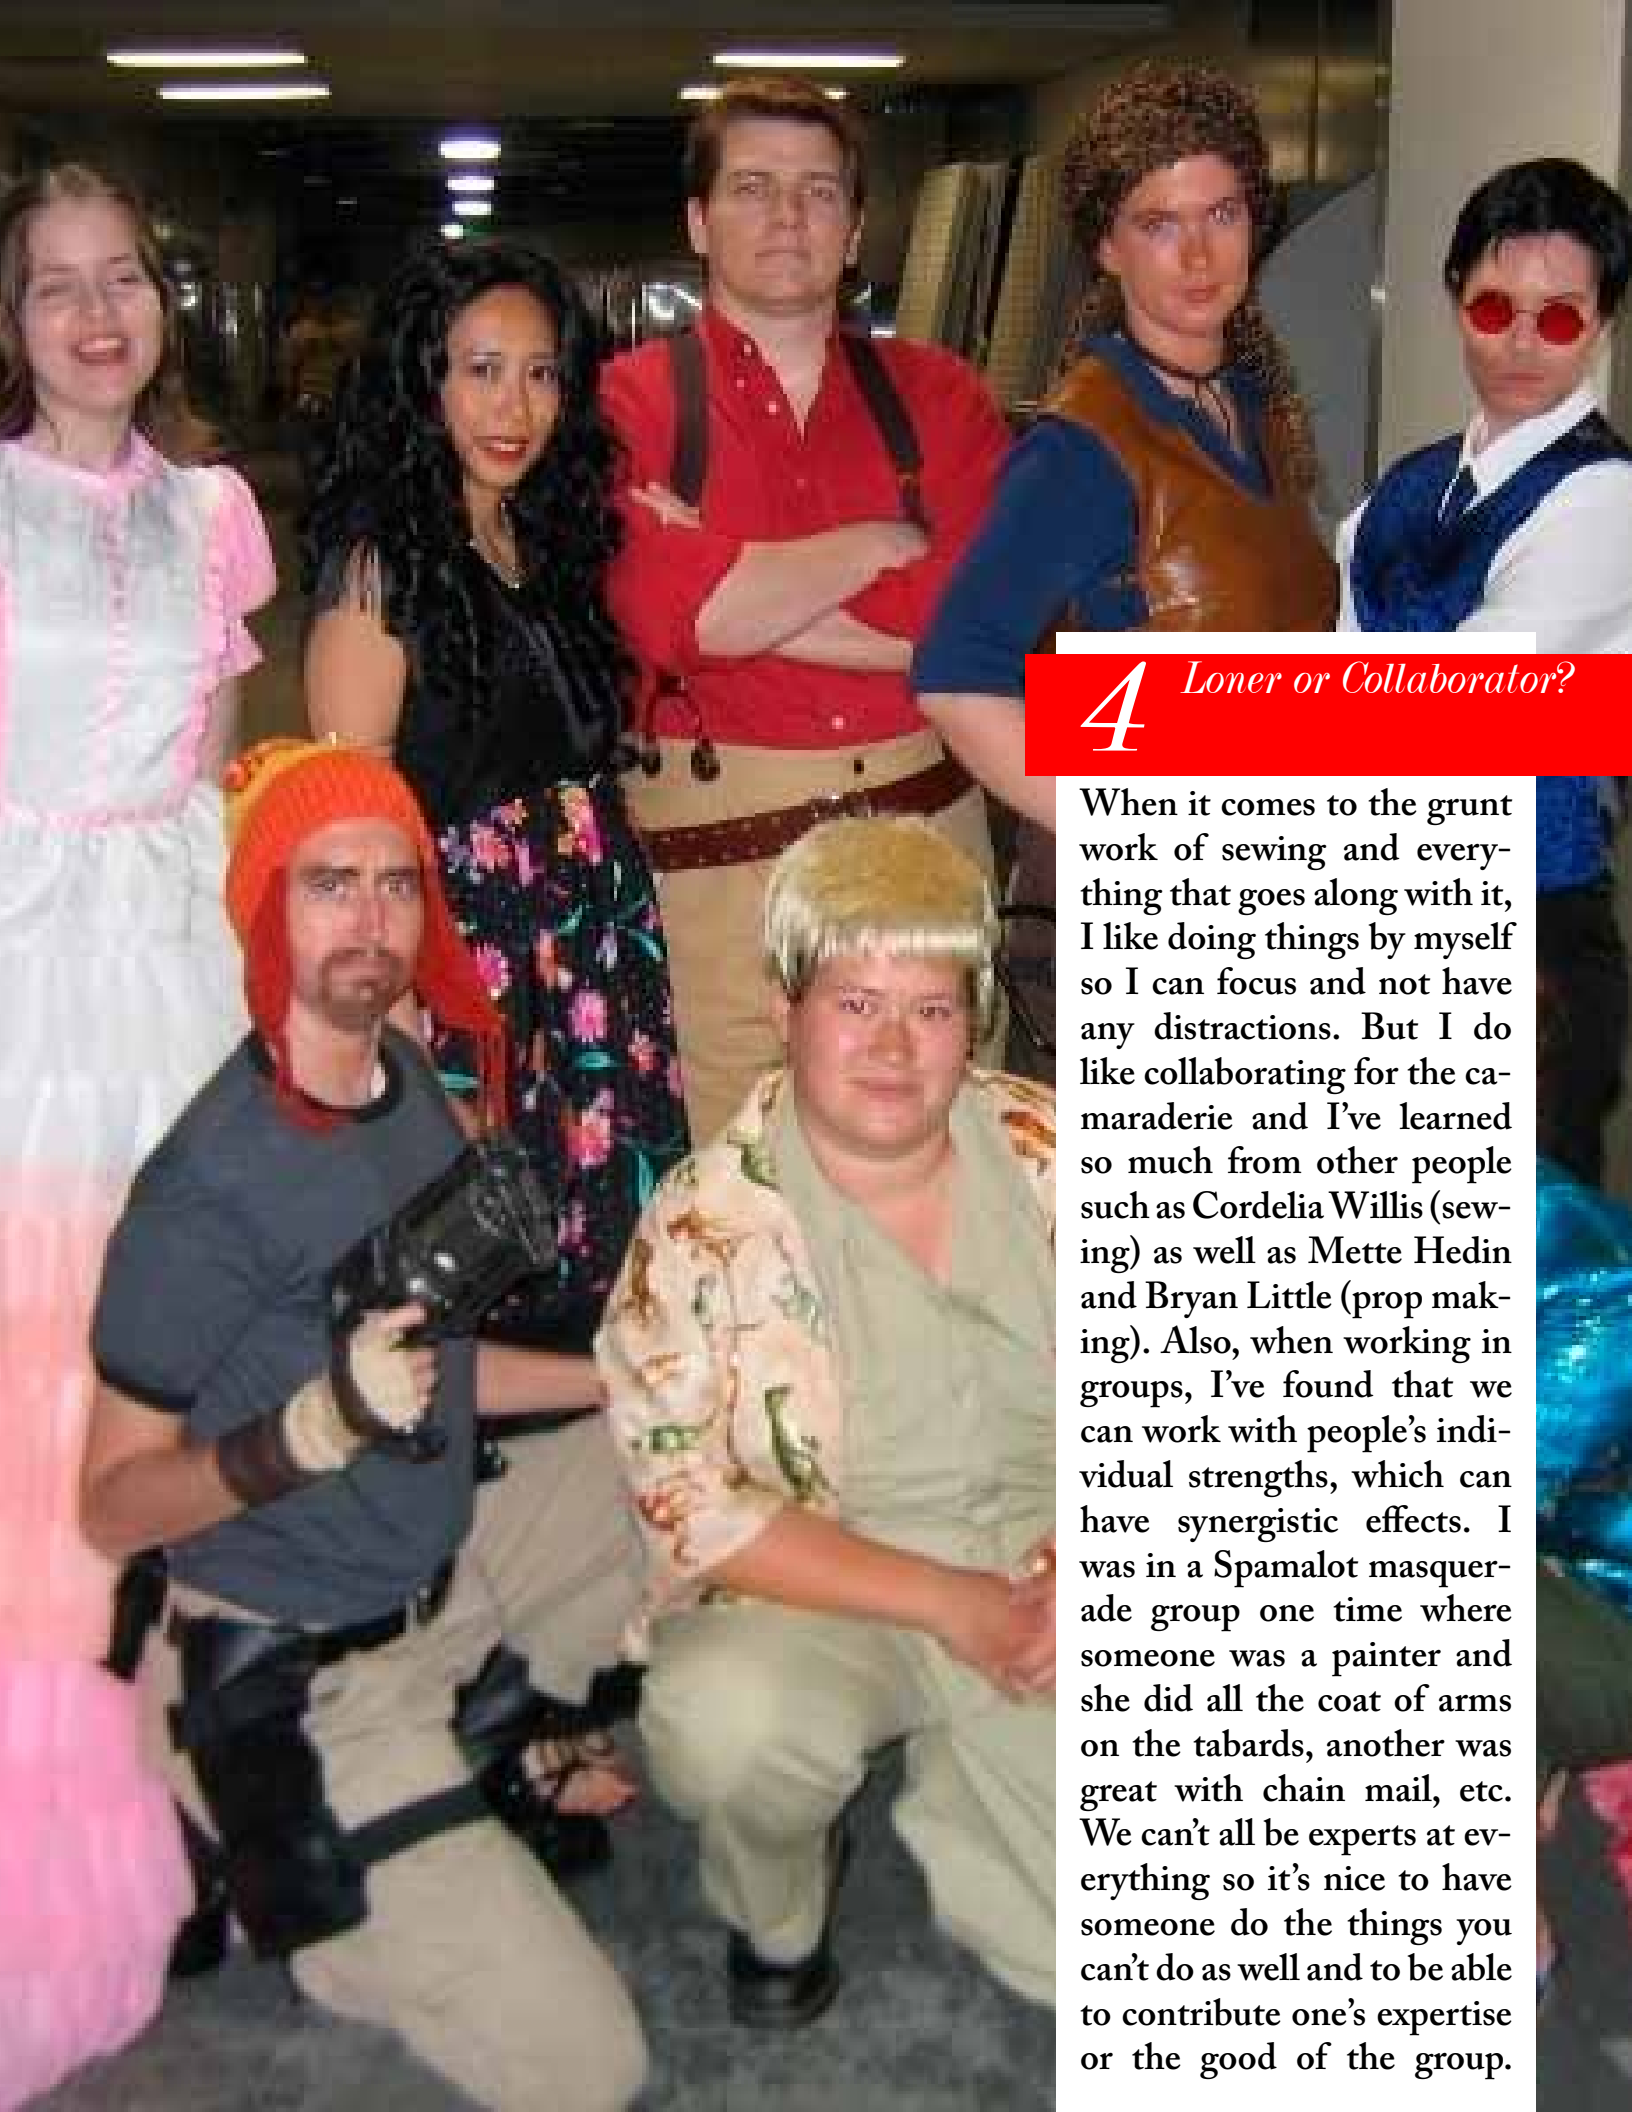 4 Loner or Collaborator?
When it comes to the grunt
work of sewing and every-
thing that goes along with it,
I like doing things by myself
so I can focus and not have
any distractions. But I do
like collaborating for the ca-
maraderie and I've learned
so much from other people
such as Cordelia Willis (sew-
ing) as well as Mette Hedin
and Bryan Little (prop mak-
ing). Also, when working in
groups, I've found that we
can work with people's indi-
vidual strengths, which can
have synergistic effects. I
was in a Spamalot masquer-
ade group one time where
someone was a painter and
she did all the coat of arms
on the tabards, another was
great with chain mail, etc.
We can't all be experts at ev-
erything so it's nice to have
someone do the things you
can't do as well and to be able
to contribute one's expertise
or the good of the group.